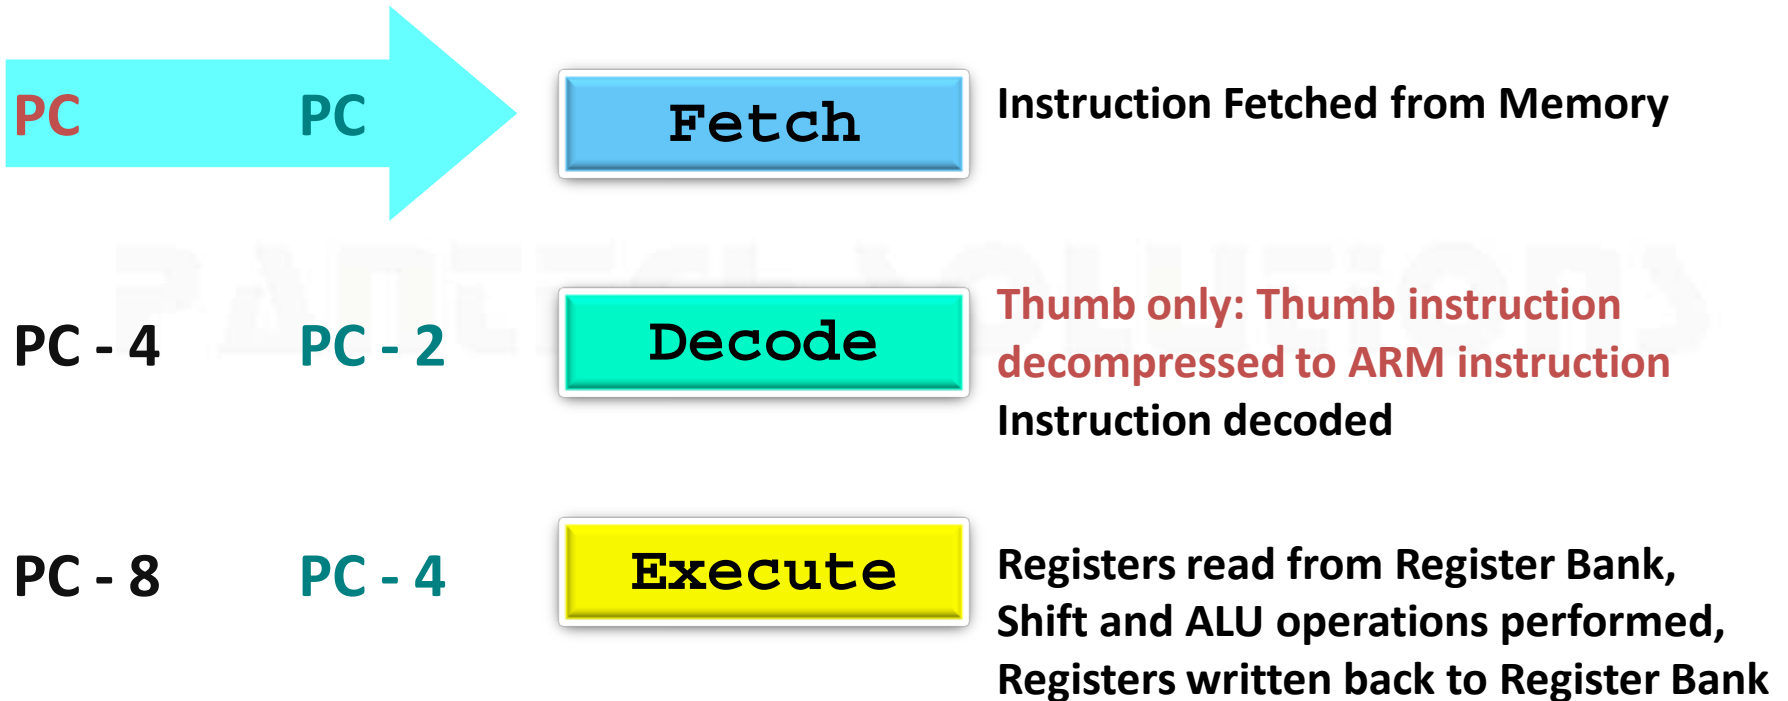 PC PC Fetch Instruction Fetched from Memory
PANTECH SOLUTIONS
PC - 4 PC - 2 Decode Thumb only: Thumb instruction
decompressed to ARM instruction
Instruction decoded
PC - 8 PC - 4 Execute Registers read from Register Bank,
Shift and ALU operations performed,
Registers written back to Register Bank